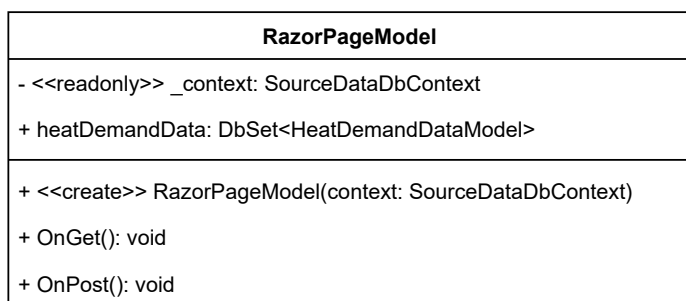 RazorPageModel
- <<readonly>> _context: SourceDataDbContext
+ heatDemandData: DbSet<HeatDemandDataModel>
+ <<create>> RazorPageModel(context: SourceDataDbContext)
+ OnGet(): void
+ OnPost(): void